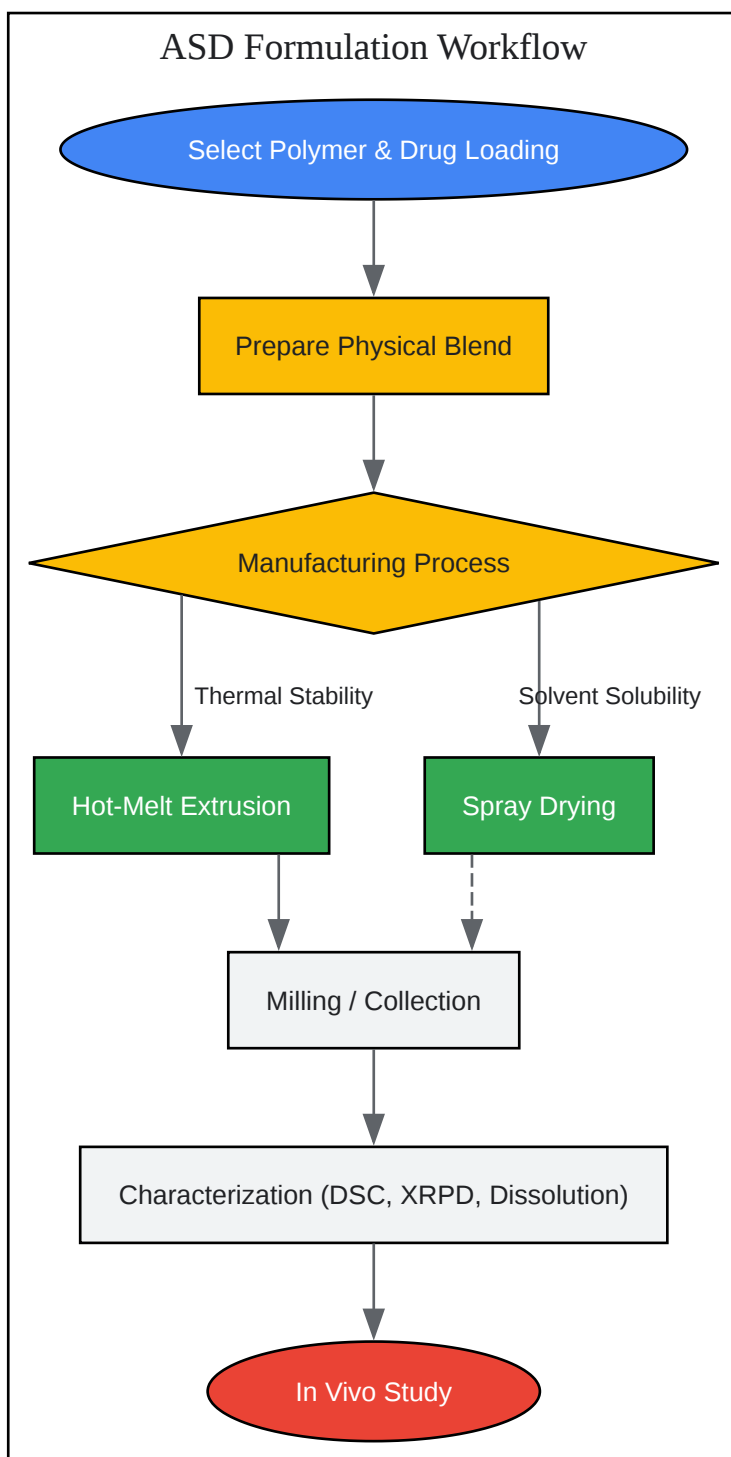 ASD Formulation Workflow
Select Polymer & Drug Loading
Prepare Physical Blend
Manufacturing Process
Thermal Stability
Solvent Solubility
Hot-Melt Extrusion
Spray Drying
Milling / Collection
Characterization (DSC, XRPD, Dissolution)
In Vivo Study